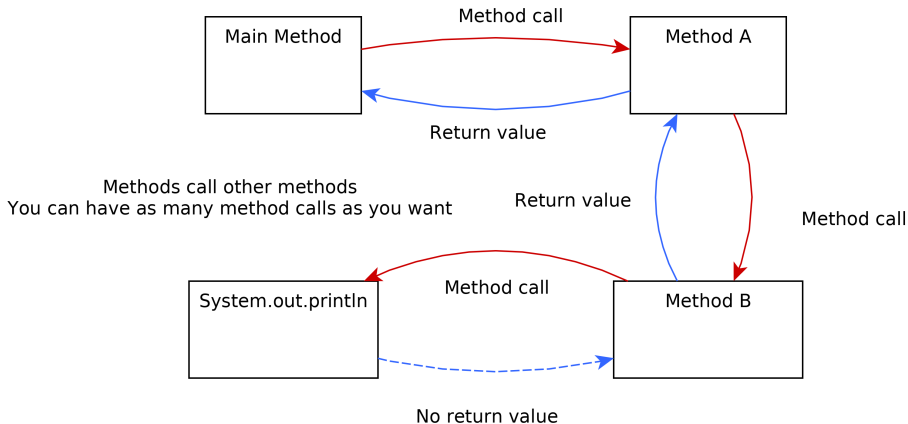 Method call
Main Method
Method A
Return value
Methods call other methods
You can have as many method calls as you want
Return value
Method call
Method call
System.out.println
Method B
No return value